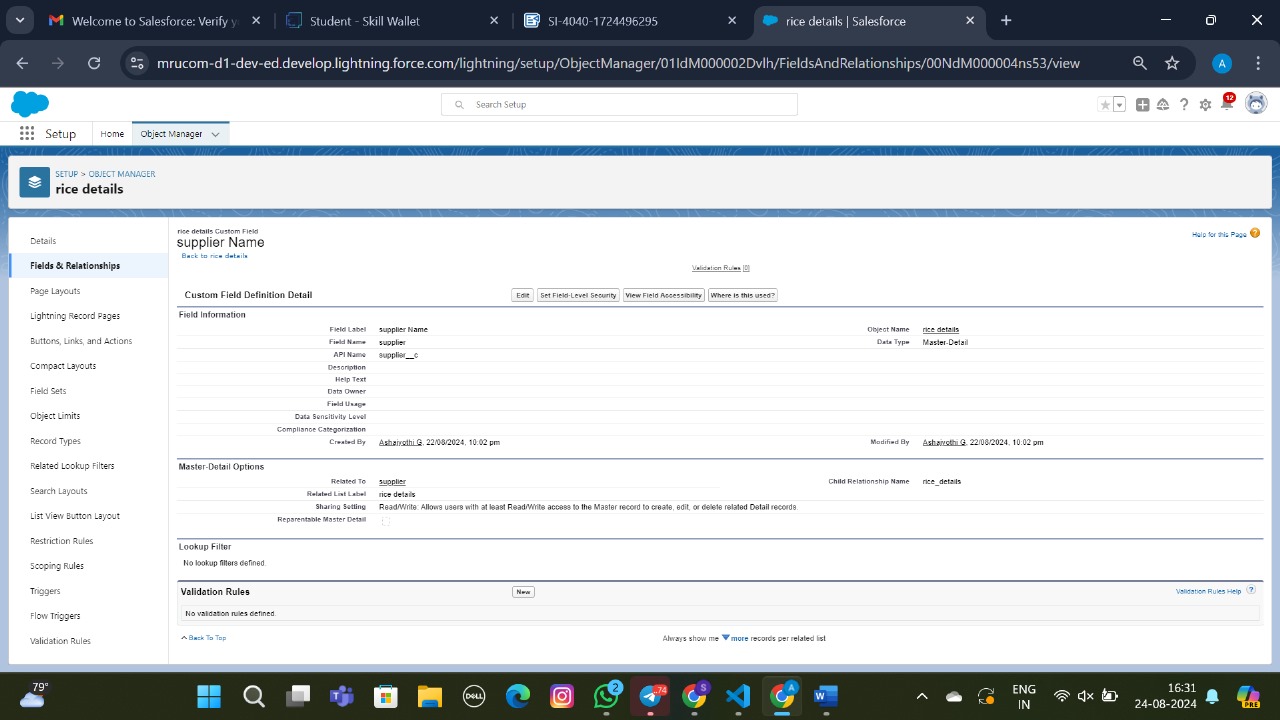 Welcome to Salesforce: Verify y
Student - Skill Wallet
SI-4040-1724496295
rice details | Salesforce
mrucom-d1-dev-ed.develop.lightning.force.com/lightning/setup/ObjectManager/01IdM000002Dvlh/FieldsAndRelationships/00NdM000004ns53/view
A
Search Setup
12
Setup
Home
Object Manager
SETUP > OBJECT MANAGER
rice details
Details
Fields & Relationships
Page Layouts
Lightning Record Pages
Buttons, Links, and Actions
Compact Layouts
Field Sets
Object Limits
Record Types
Related Lookup Filters
Search Layouts
List View Button Layout
Restriction Rules
Scoping Rules
Triggers
Flow Triggers
Validation Rules
rice details Custom Field
supplier Name
Back to rice details
Help for this Page
Validation Rules [0]
Custom Field Definition Detail
Edit
Set Field-Level Security
View Field Accessibility
Where is this used?
Field Information
Field Label supplier Name Object Name rice details
Field Name supplier Data Type Master-Detail
API Name supplier__c
Description
Help Text
Data Owner
Field Usage
Data Sensitivity Level
Compliance Categorization
Created By Ashajyothi G, 22/08/2024, 10:02 pm Modified By Ashajyothi G, 22/08/2024, 10:02 pm
Master-Detail Options
Related To supplier Child Relationship Name rice_details
Related List Label rice details
Sharing Setting Read/Write: Allows users with at least Read/Write access to the Master record to create, edit, or delete related Detail records.
Reparentable Master Detail
Lookup Filter
No lookup filters defined.
Validation Rules
New
Validation Rules Help ?
No validation rules defined.
^ Back To Top
Always show me more records per related list
79°
DELL
2
74
S
A
ENG
IN
16:31
24-08-2024
PRE